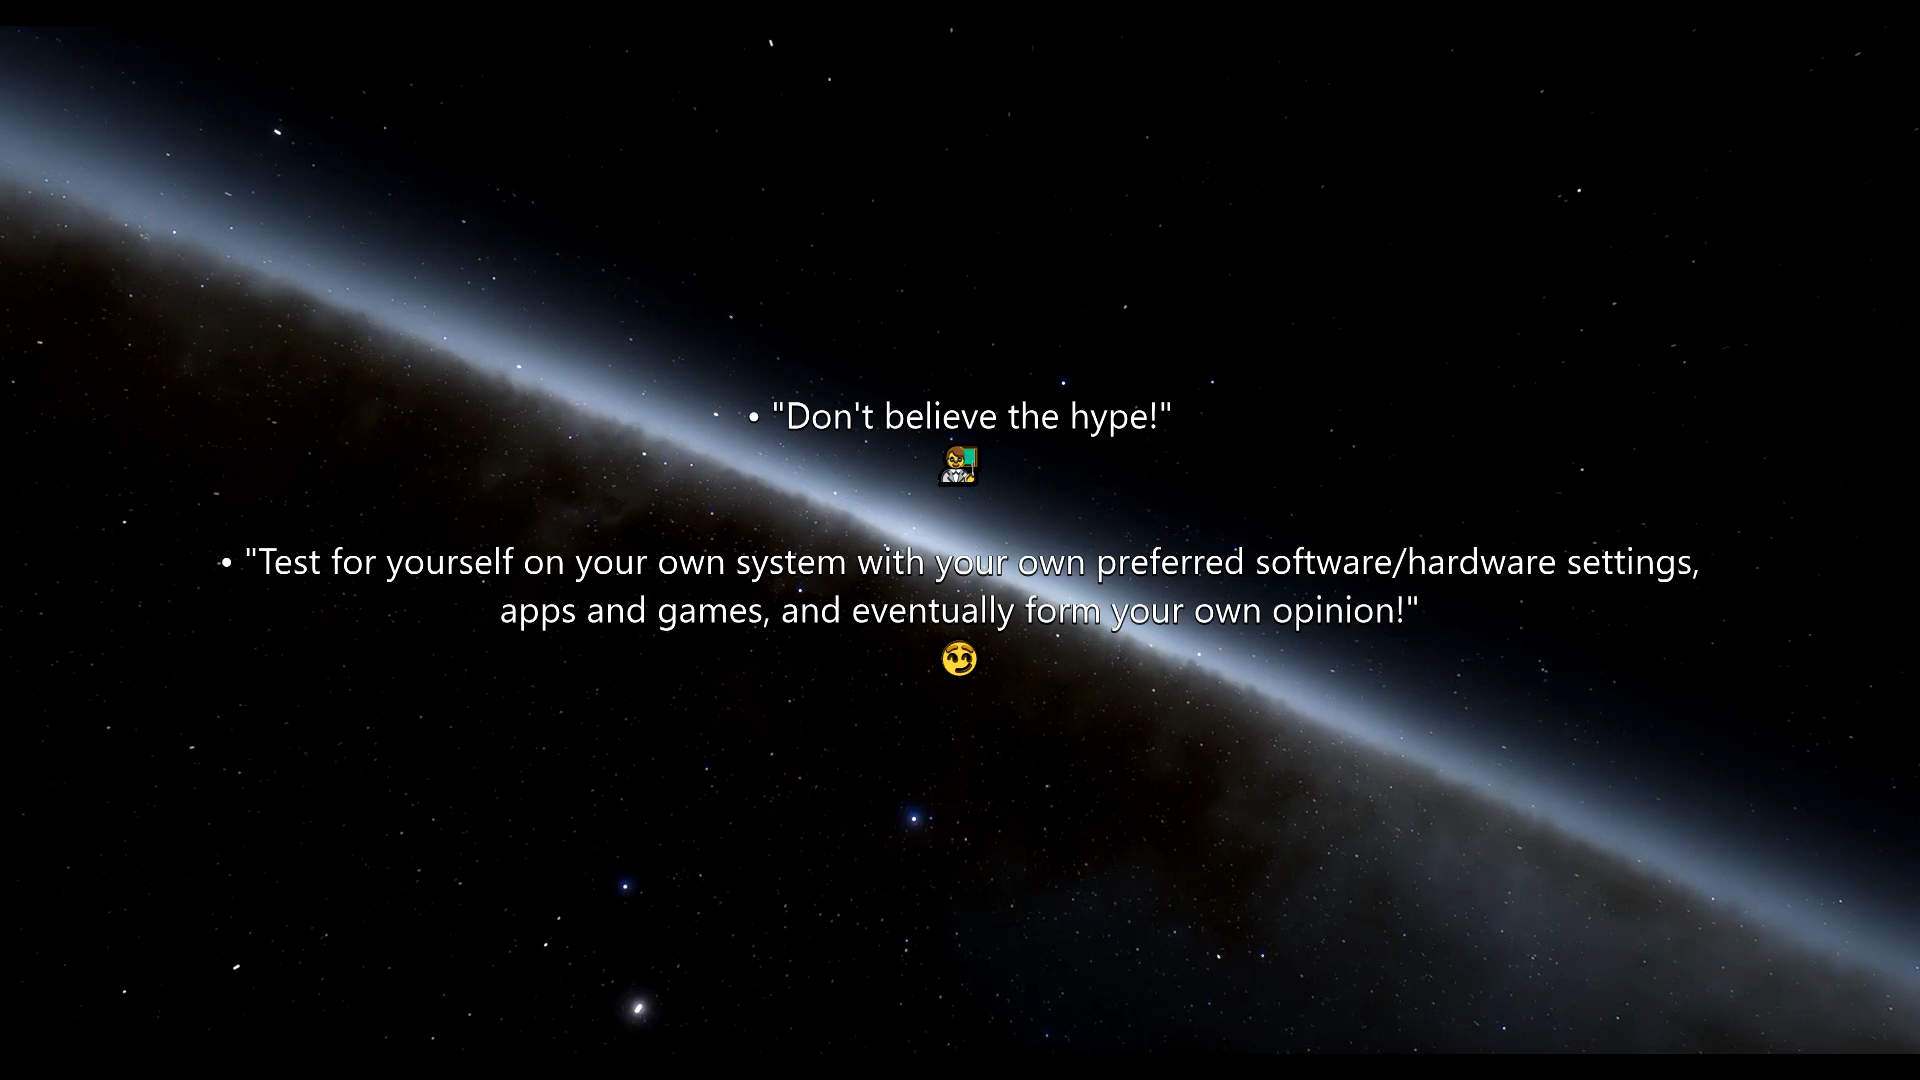 • "Don't believe the hype!"
• "Test for yourself on your own system with your own preferred software/hardware settings,
apps and games, and eventually form your own opinion!"